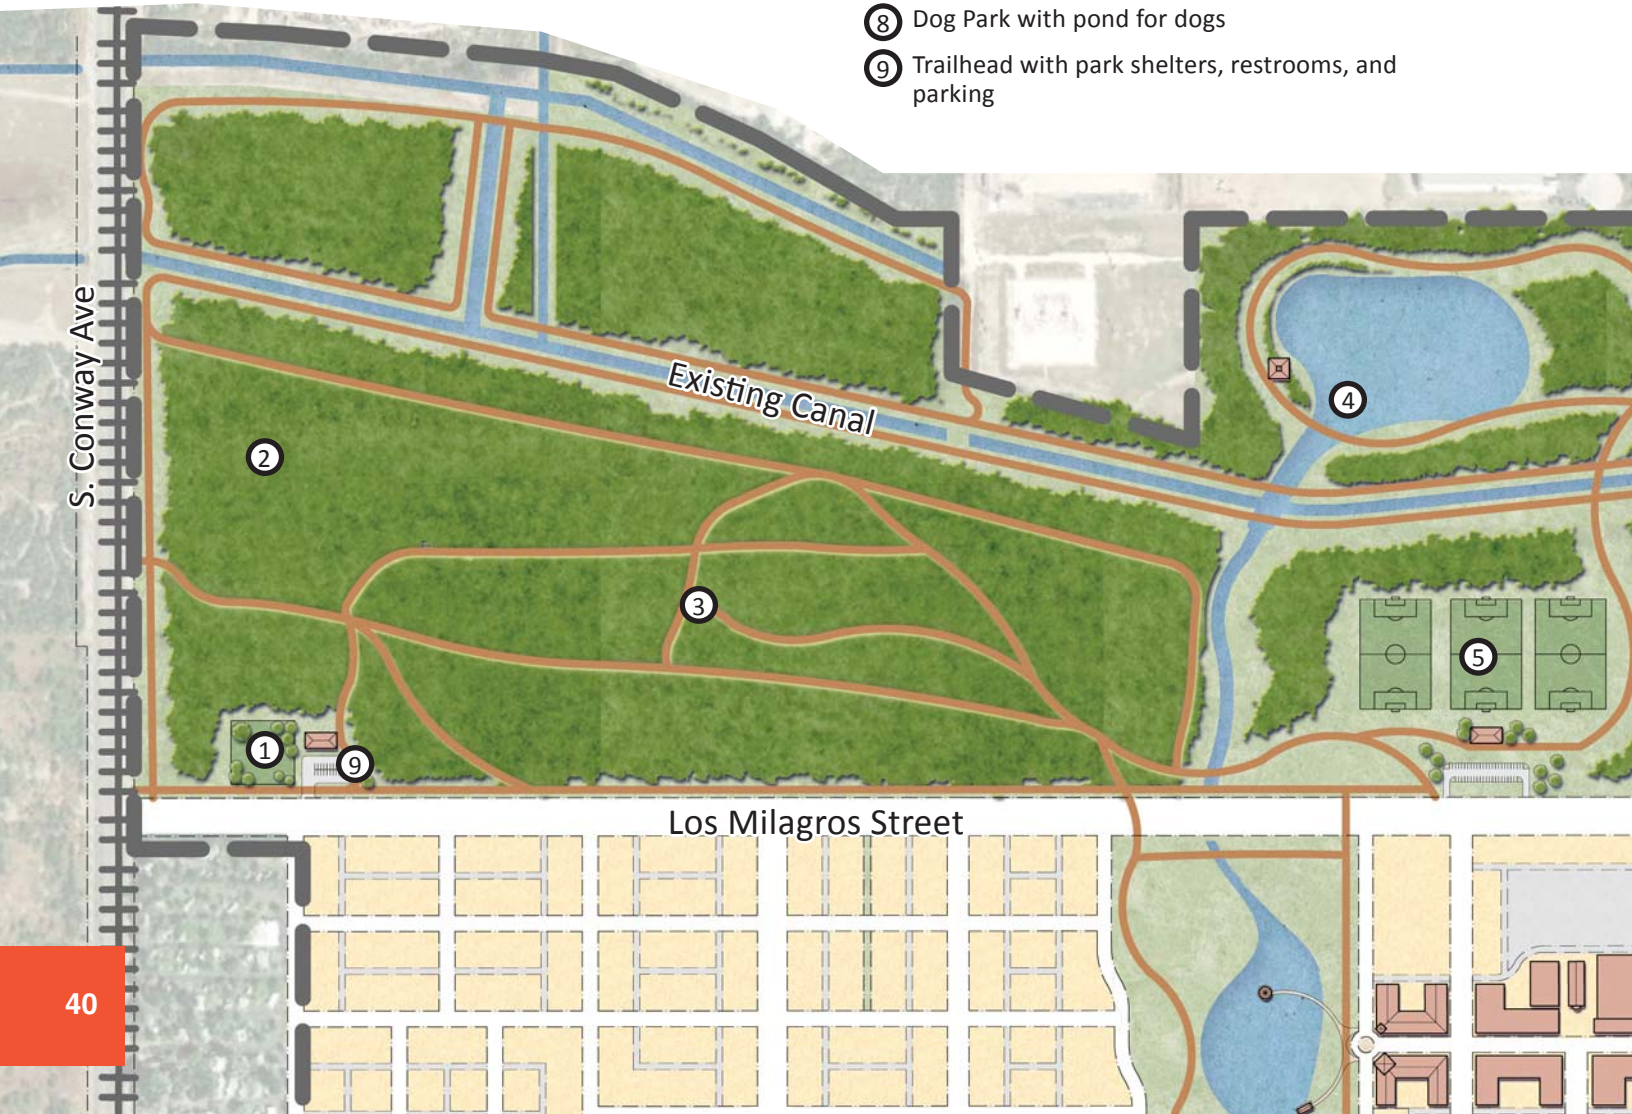 8 Dog Park with pond for dogs
9 Trailhead with park shelters, restrooms, and
parking
S. Conway Ave
Existing Canal
2
4
3
5
1
9
Los Milagros Street
40